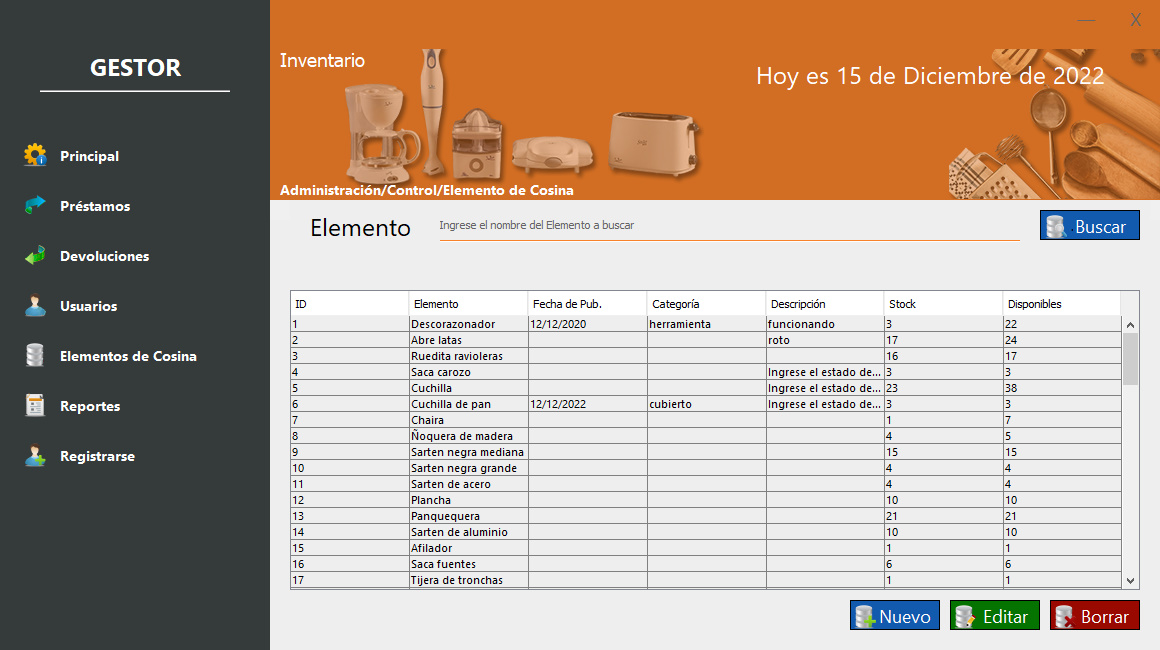 GESTOR
Principal
Préstamos
Devoluciones
Usuarios
Elementos de Cosina
Reportes
Registrarse
X
Inventario
Hoy es 15 de Diciembre de 2022
Administración/Control/Elemento de Cosina
Elemento Ingrese el nombre del Elemento a buscar Buscar
ID Elemento Fecha de Pub. Categoría Descripción Stock Disponibles
1 Descorazonador 12/12/2020 herramienta funcionando 3 22
2 Abre latas roto 17 24
3 Ruedita ravioleras 16 17
4 Saca carozo Ingrese el estado de... 3 3
5 Cuchilla Ingrese el estado de... 23 38
6 Cuchilla de pan 12/12/2022 cubierto Ingrese el estado de... 3 3
7 Chaira 1 7
8 Ñoquera de madera 4 5
9 Sarten negra mediana 15 15
10 Sarten negra grande 4 4
11 Sarten de acero 4 4
12 Plancha 10 10
13 Panquequera 21 21
14 Sarten de aluminio 10 10
15 Afilador 1 1
16 Saca fuentes 6 6
17 Tijera de tronchas 1 1
Nuevo Editar Borrar